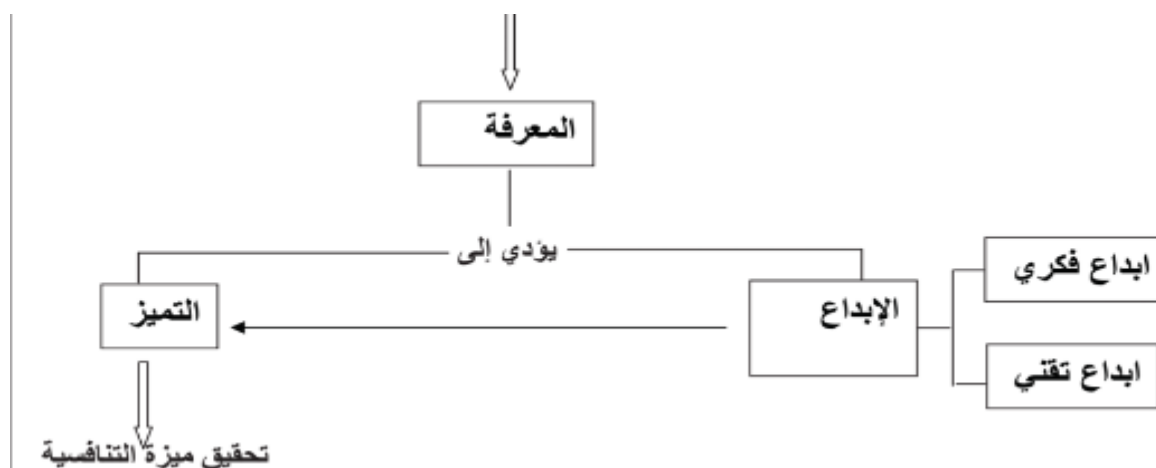 المعرفة
يؤدي إلى
ابداع فكري
الإبداع
التميز
ابداع تقني
تحقيق ميزة التنافسية